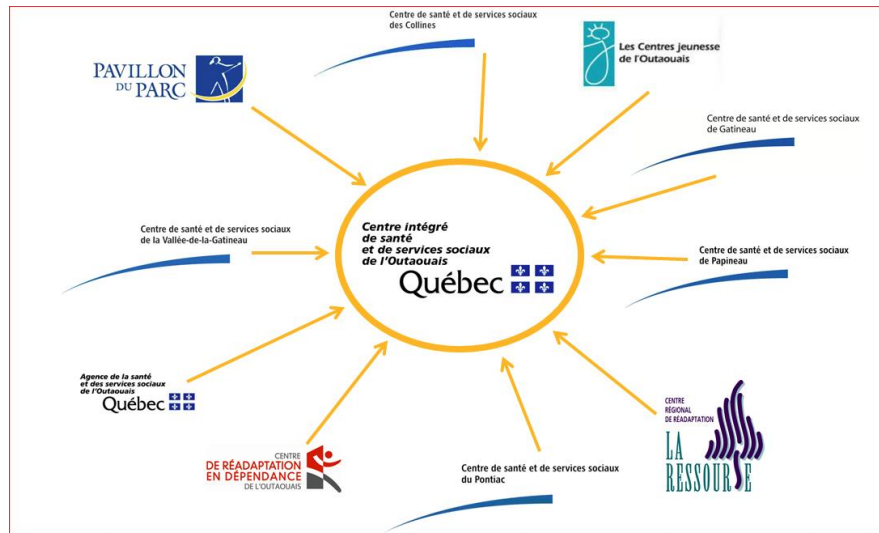 Centre de santé et de services sociaux
des Collines
Les Centres jeunesse
de l'Outaouais
PAVILLON
DU PARC
Centre de santé et de services sociaux
de Gatineau
Centre de santé et de services sociaux
de la Vallée-de-la-Gatineau
Centre intégré
de santé
et de services sociaux
de l'Outaouais
Québec
Centre de santé et de services sociaux
de Papineau
Agence de la santé
et des services sociaux
de l'Outaouais
Québec
CENTRE
DE RÉADAPTATION
EN DÉPENDANCE
DE L'OUTAOUAIS
Centre de santé et de services sociaux
du Pontiac
CENTRE
RÉGIONAL
DE RÉADAPTATION
LA
RESSOURSE